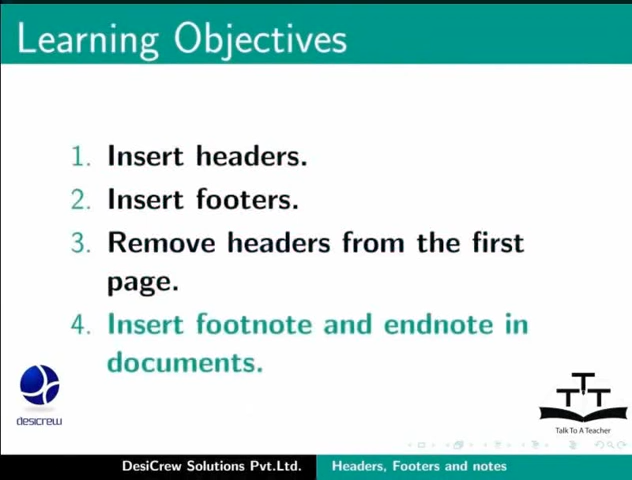 Learning Objectives
1. Insert headers.
2. Insert footers.
3. Remove headers from the first
page.
4. Insert footnote and endnote in
documents.
desicrew
TTT
Talk To A Teacher
DesiCrew Solutions Pvt.Ltd. Headers, Footers and notes